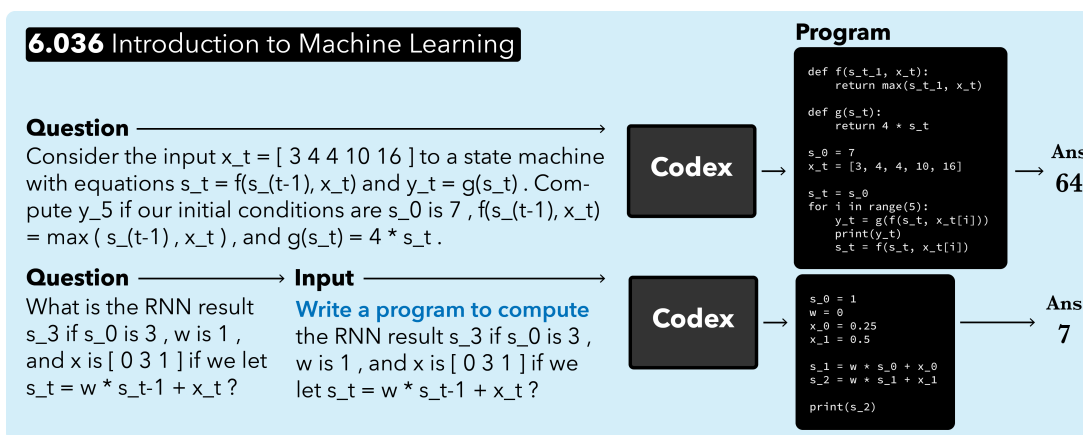 6.036 Introduction to Machine Learning
Program
def f(s_t_1, x_t):
return max(s_t_1, x_t)
def g(s_t):
return 4 * s_t
s_0 = 7
x_t = [3, 4, 4, 10, 16]
s_t = s_0
for i in range(5):
y_t = g(f(s_t, x_t[i]))
print(y_t)
s_t = f(s_t, x_t[i])
Question
Consider the input x_t = [ 3 4 4 10 16 ] to a state machine
with equations s_t = f(s_(t-1), x_t) and y_t = g(s_t) . Com-
pute y_5 if our initial conditions are s_0 is 7 , f(s_(t-1), x_t)
= max ( s_(t-1) , x_t ) , and g(s_t) = 4 * s_t .
Codex
Ans
64
Question
What is the RNN result
s_3 if s_0 is 3 , w is 1 ,
and x is [ 0 3 1 ] if we let
s_t = w * s_t-1 + x_t ?
Input
Write a program to compute
the RNN result s_3 if s_0 is 3 ,
w is 1 , and x is [ 0 3 1 ] if we
let s_t = w * s_t-1 + x_t ?
Codex
s_0 = 1
w = 0
x_0 = 0.25
x_1 = 0.5
s_1 = w * s_0 + x_0
s_2 = w * s_1 + x_1
print(s_2)
Ans
7